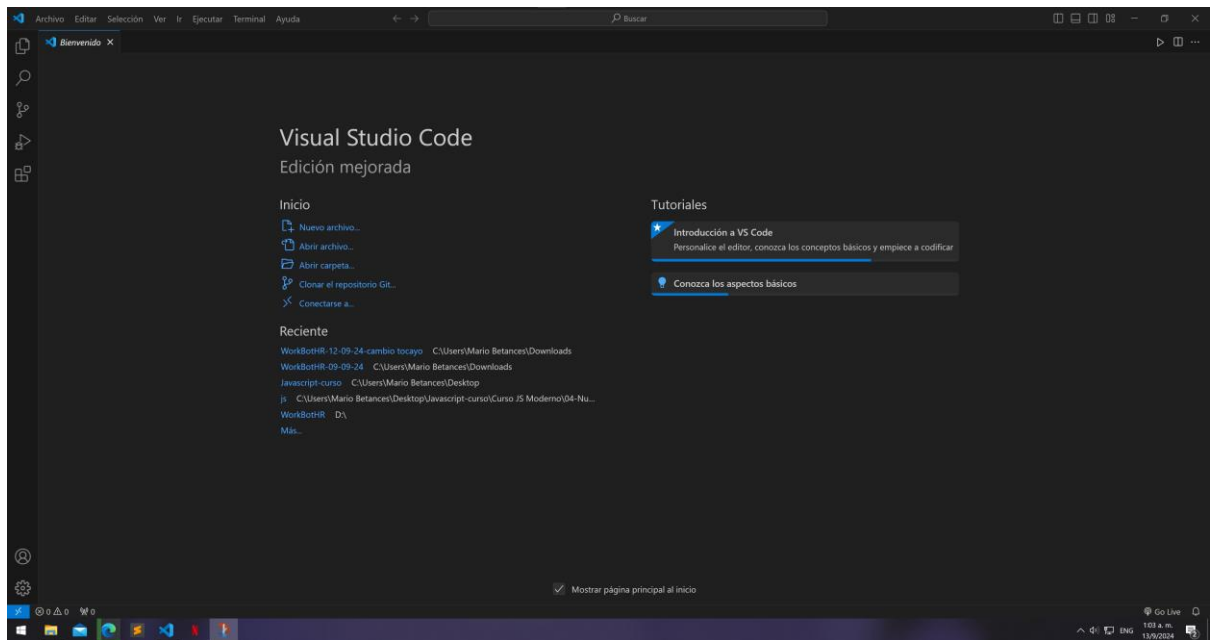 Archivo Editar Selección Ver Ir Ejecutar Terminal Ayuda Buscar
Bienvenido
Visual Studio Code
Edición mejorada
Inicio
Nuevo archivo...
Abrir archivo...
Abrir carpeta...
Clonar el repositorio Git...
Conectarse a...
Reciente
WorkBotHR-12-09-24-cambio tocayo C:\Users\Mario Betances\Downloads
WorkBotHR-09-09-24 C:\Users\Mario Betances\Downloads
Javascript-curso C:\Users\Mario Betances\Desktop
js C:\Users\Mario Betances\Desktop\Javascript-curso\Curso JS Moderno\04-Nu...
WorkBotHR D:\
Más...
Tutoriales
Introducción a VS Code
Personalice el editor, conozca los conceptos básicos y empiece a codificar
Conozca los aspectos básicos
Mostrar página principal al inicio
0 0 0 Go Live
ENG 1:03 a. m.
13/9/2024